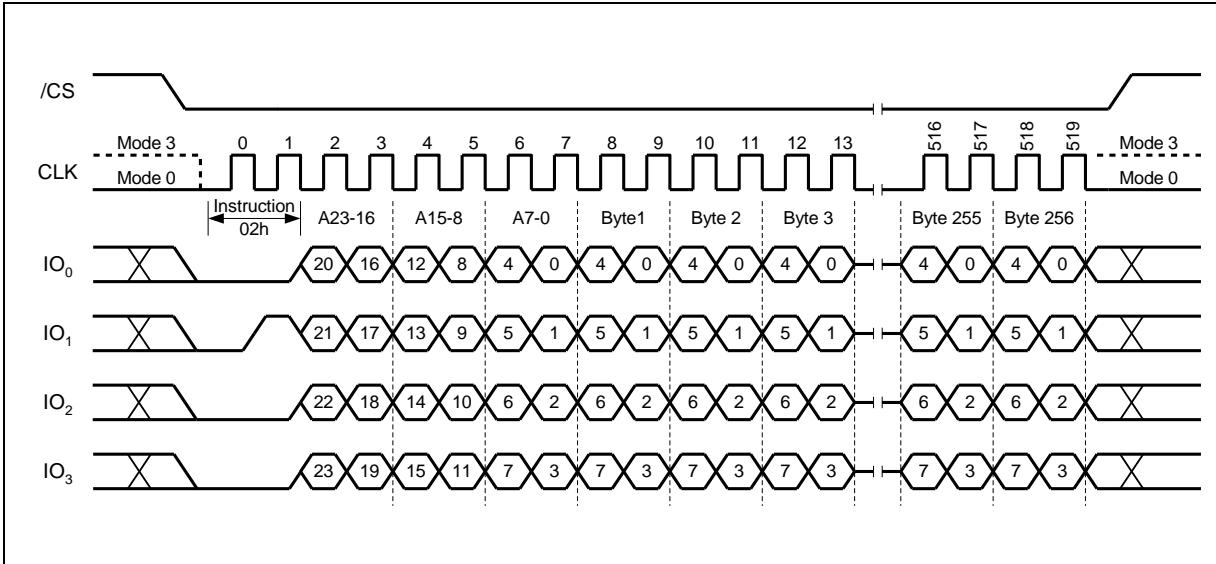 /CS
Mode 3 0 1 2 3 4 5 6 7 8 9 10 11 12 13 516 517 518 519 Mode 3
CLK Mode 0 Mode 0
Instruction A23-16 A15-8 A7-0 Byte1 Byte 2 Byte 3 Byte 255 Byte 256
02h
IO0 20 16 12 8 4 0 4 0 4 0 4 0 4 0 4 0
IO1 21 17 13 9 5 1 5 1 5 1 5 1 5 1 5 1
IO2 22 18 14 10 6 2 6 2 6 2 6 2 6 2 6 2
IO3 23 19 15 11 7 3 7 3 7 3 7 3 7 3 7 3